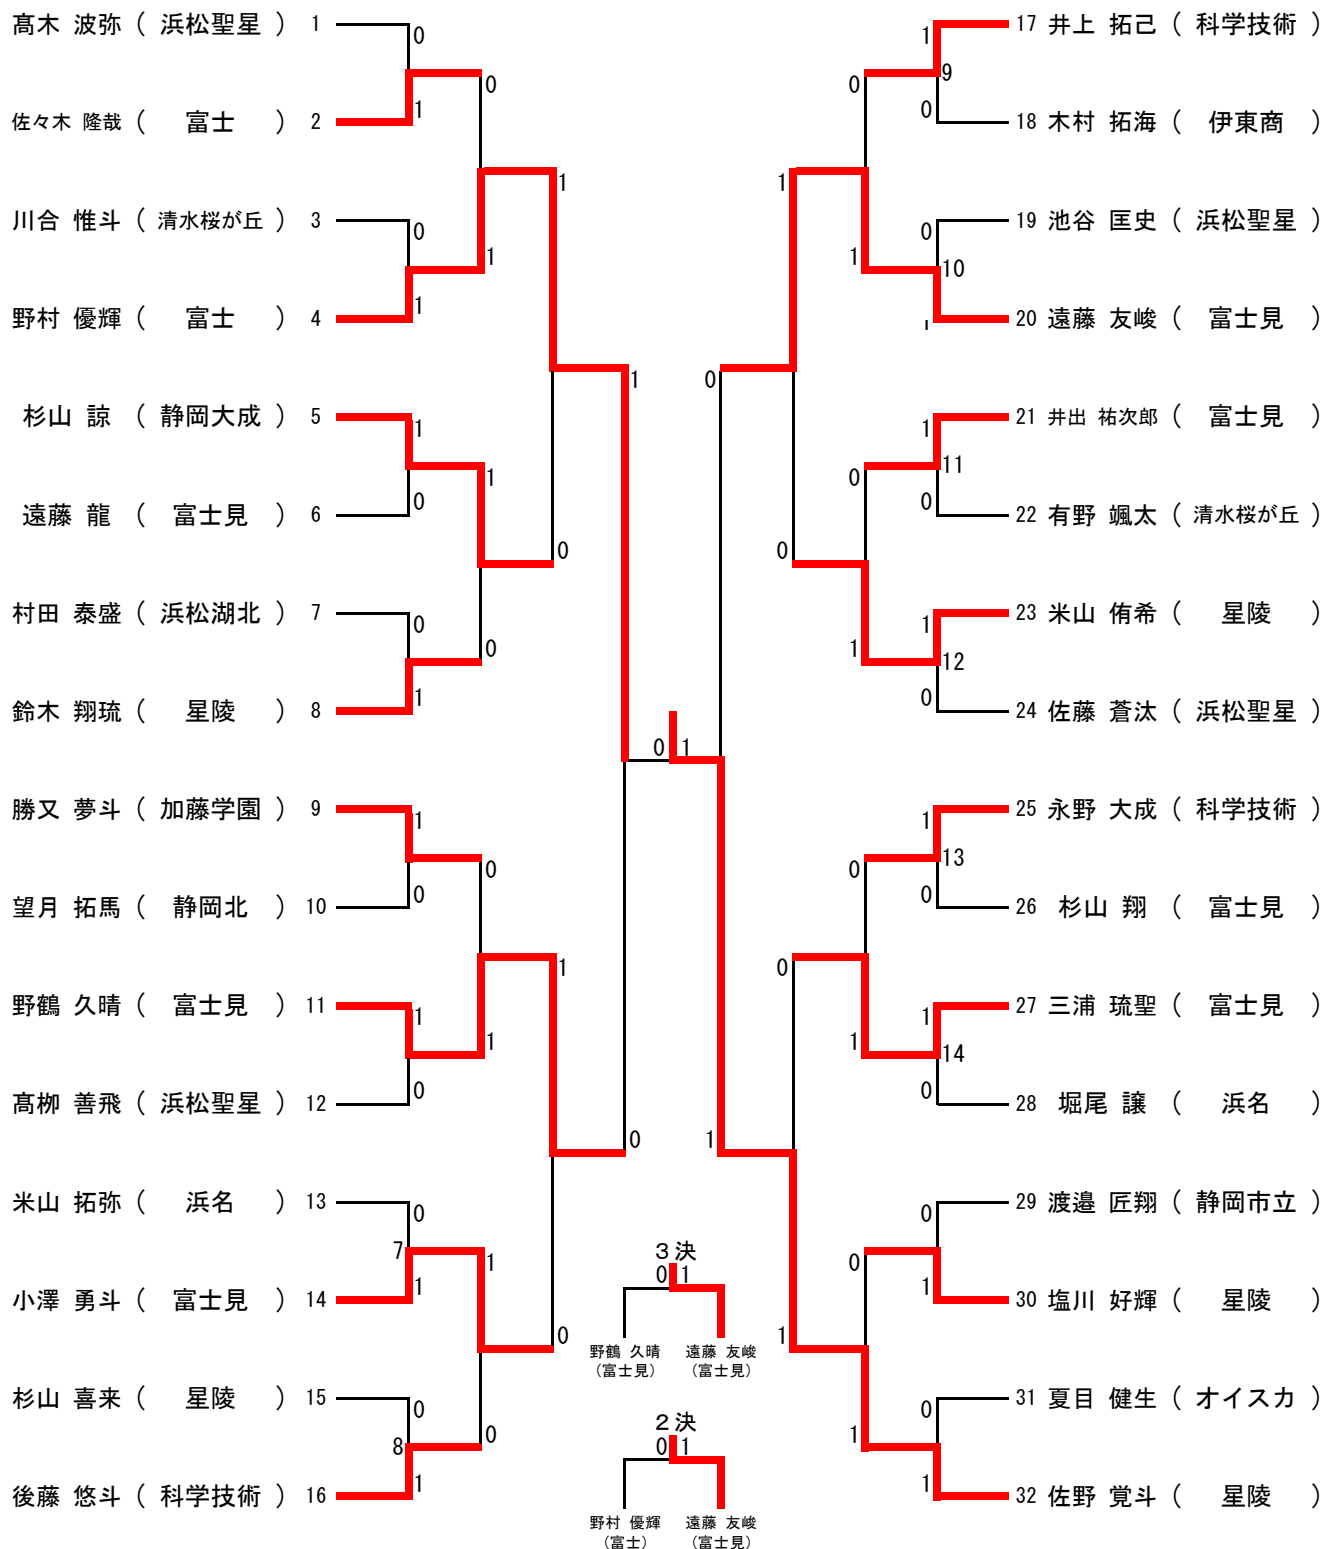 髙木 波弥 ( 浜松聖星 ) 1
佐々木 隆哉 ( 富士 ) 2
川合 惟斗 ( 清水桜が丘 ) 3
野村 優輝 ( 富士 ) 4
杉山 諒 ( 静岡大成 ) 5
遠藤 龍 ( 富士見 ) 6
村田 泰盛 ( 浜松湖北 ) 7
鈴木 翔琉 ( 星陵 ) 8
勝又 夢斗 ( 加藤学園 ) 9
望月 拓馬 ( 静岡北 ) 10
野鶴 久晴 ( 富士見 ) 11
髙栁 善飛 ( 浜松聖星 ) 12
米山 拓弥 ( 浜名 ) 13
小澤 勇斗 ( 富士見 ) 14
杉山 喜来 ( 星陵 ) 15
後藤 悠斗 ( 科学技術 ) 16
0
1
0
1
1
0
0
1
1
0
1
0
0
7
1
0
8
1
0
1
1
0
0
1
1
0
1
0
1
0
1
0
0 1
0
1
1
0
0
1
0
1
0
1
0
1
0
1
1
9
0
0
10
1
11
0
1
12
0
1
13
0
1
14
0
0
1
0
1
17 井上 拓己 ( 科学技術 )
18 木村 拓海 ( 伊東商 )
19 池谷 匡史 ( 浜松聖星 )
20 遠藤 友峻 ( 富士見 )
21 井出 祐次郎 ( 富士見 )
22 有野 颯太 ( 清水桜が丘 )
23 米山 侑希 ( 星陵 )
24 佐藤 蒼汰 ( 浜松聖星 )
25 永野 大成 ( 科学技術 )
26 杉山 翔 ( 富士見 )
27 三浦 琉聖 ( 富士見 )
28 堀尾 譲 ( 浜名 )
29 渡邉 匠翔 ( 静岡市立 )
30 塩川 好輝 ( 星陵 )
31 夏目 健生 ( オイスカ )
32 佐野 覚斗 ( 星陵 )
３決
0 1
野鶴 久晴 遠藤 友峻
(富士見) (富士見)
２決
0 1
野村 優輝 遠藤 友峻
(富士) (富士見)